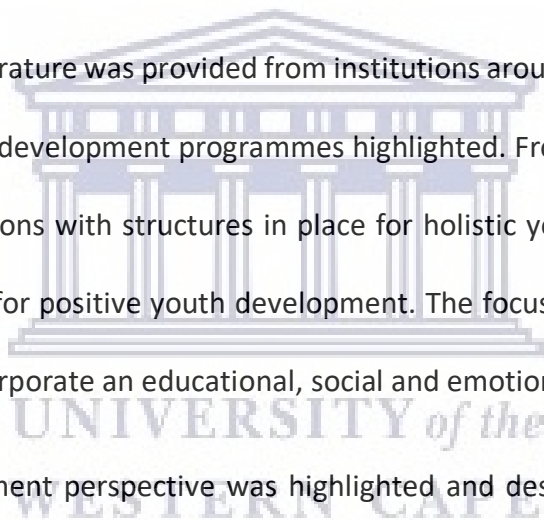 rature was provided from institutions arou
development programmes highlighted. Fr
ons with structures in place for holistic y
for positive youth development. The focus
rporate an educational, social and emotion
UNIVERSITY of the
ment perspective was highlighted and des
WESTERN CAPE